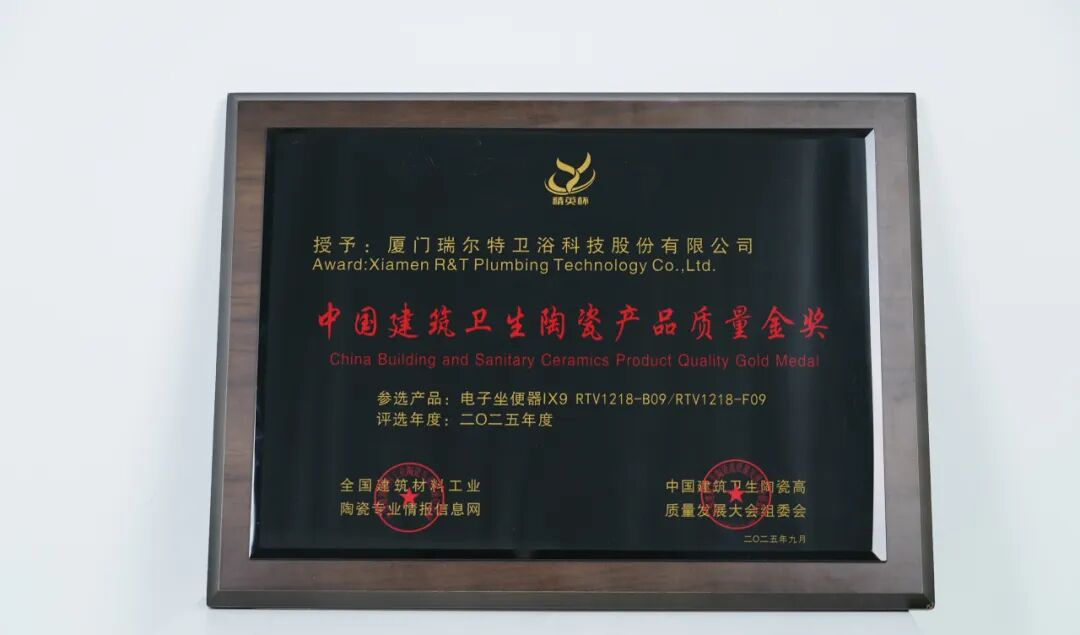 精英杯
授予：厦门瑞尔特卫浴科技股份有限公司
Award:Xiamen R&T Plumbing Technology Co.,Ltd.
中国建筑卫生陶瓷产品质量金奖
China Building and Sanitary Ceramics Product Quality Gold Medal
参选产品：电子坐便器IX9 RTV1218-B09/RTV1218-F09
评选年度：二〇二五年度
全国建筑材料工业
陶瓷专业情报信息网
中国建筑卫生陶瓷高
质量发展大会组委会
二〇二五年九月